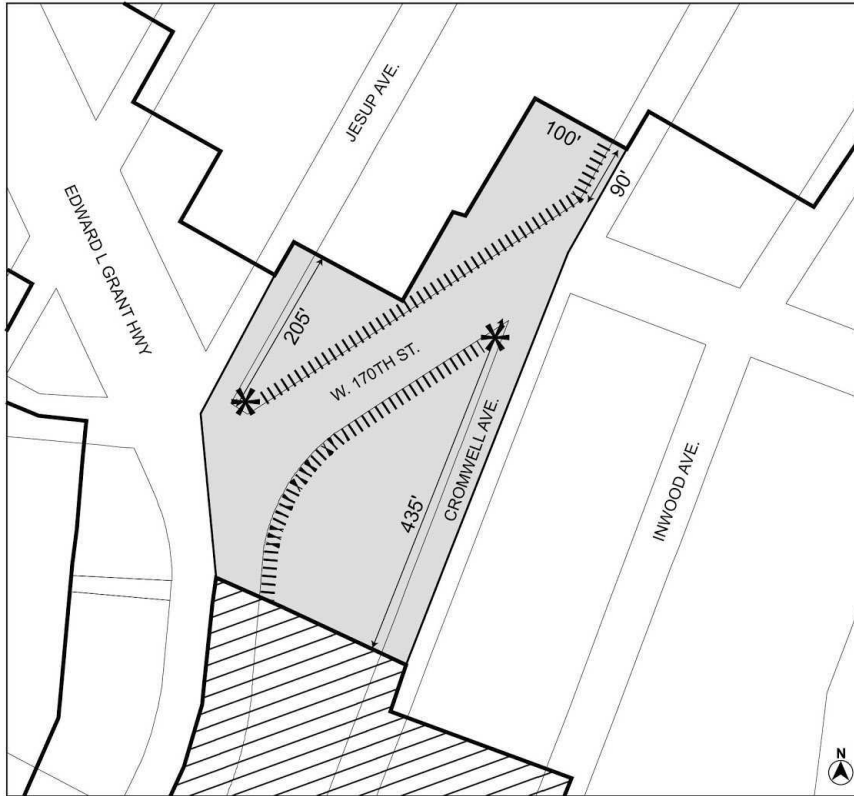 JESUP AVE.
100'
90'
EDWARD L GRANT HWY
205'
W. 170TH ST.
CROMWELL AVE.
435'
INWOOD AVE.
N